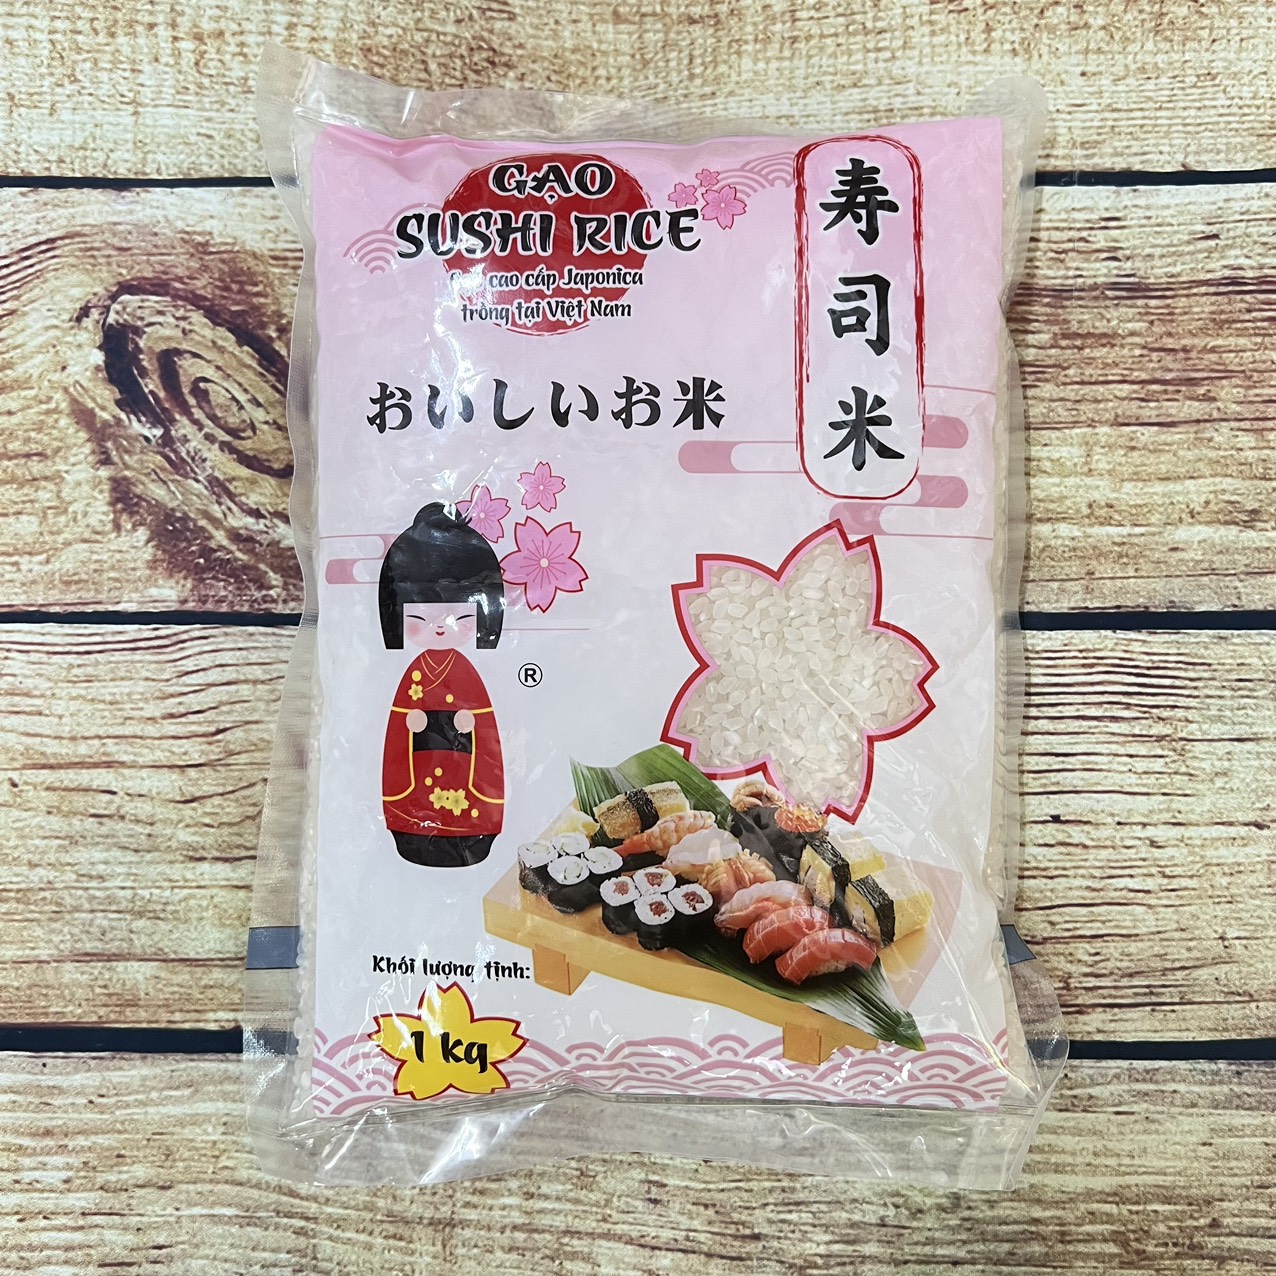 GẠO
SUSHI RICE
cao cấp Japonica
trồng tại Việt Nam
寿司米
おいしいお米
®
Khối lượng tịnh:
1 kg